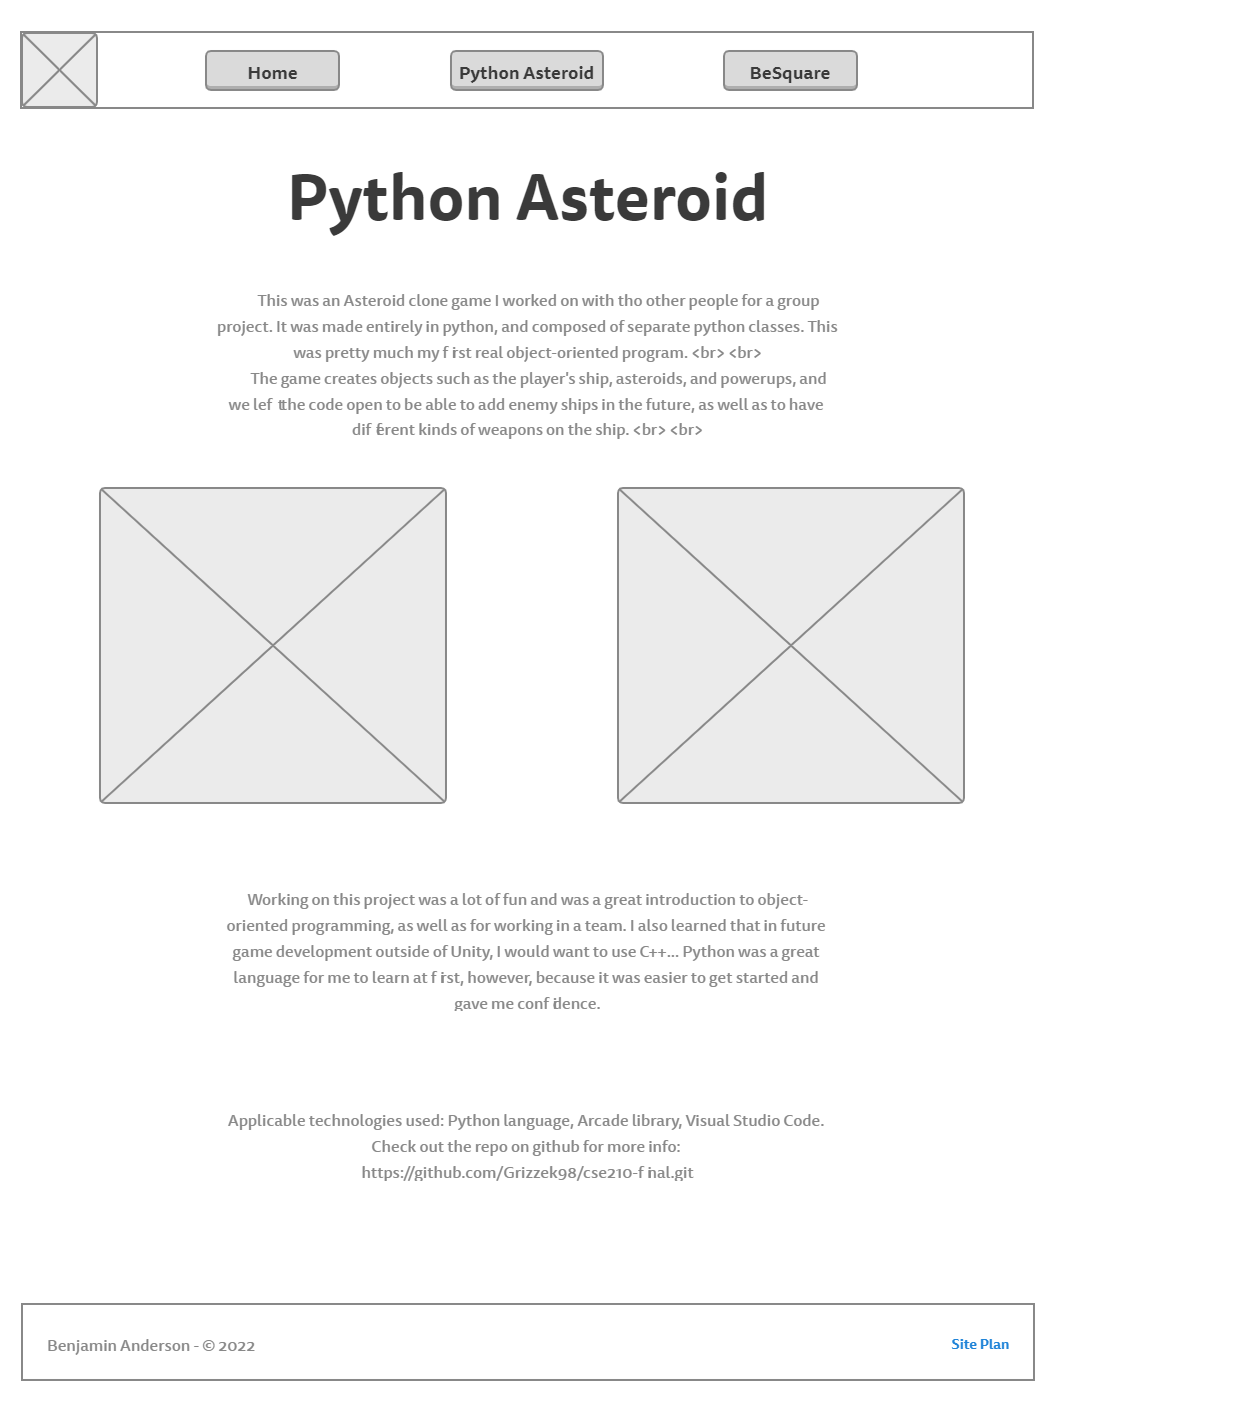 Home
Python Asteroid
BeSquare
Python Asteroid
This was an Asteroid clone game I worked on with tho other people for a group
project. It was made entirely in python, and composed of separate python classes. This
was pretty much my first real object-oriented program. <br> <br>
The game creates objects such as the player's ship, asteroids, and powerups, and
we left the code open to be able to add enemy ships in the future, as well as to have
different kinds of weapons on the ship. <br> <br>
Working on this project was a lot of fun and was a great introduction to object-
oriented programming, as well as for working in a team. I also learned that in future
game development outside of Unity, I would want to use C++... Python was a great
language for me to learn at first, however, because it was easier to get started and
gave me confidence.
Applicable technologies used: Python language, Arcade library, Visual Studio Code.
Check out the repo on github for more info:
https://github.com/Grizzek98/cse210-final.git
Benjamin Anderson - © 2022
Site Plan